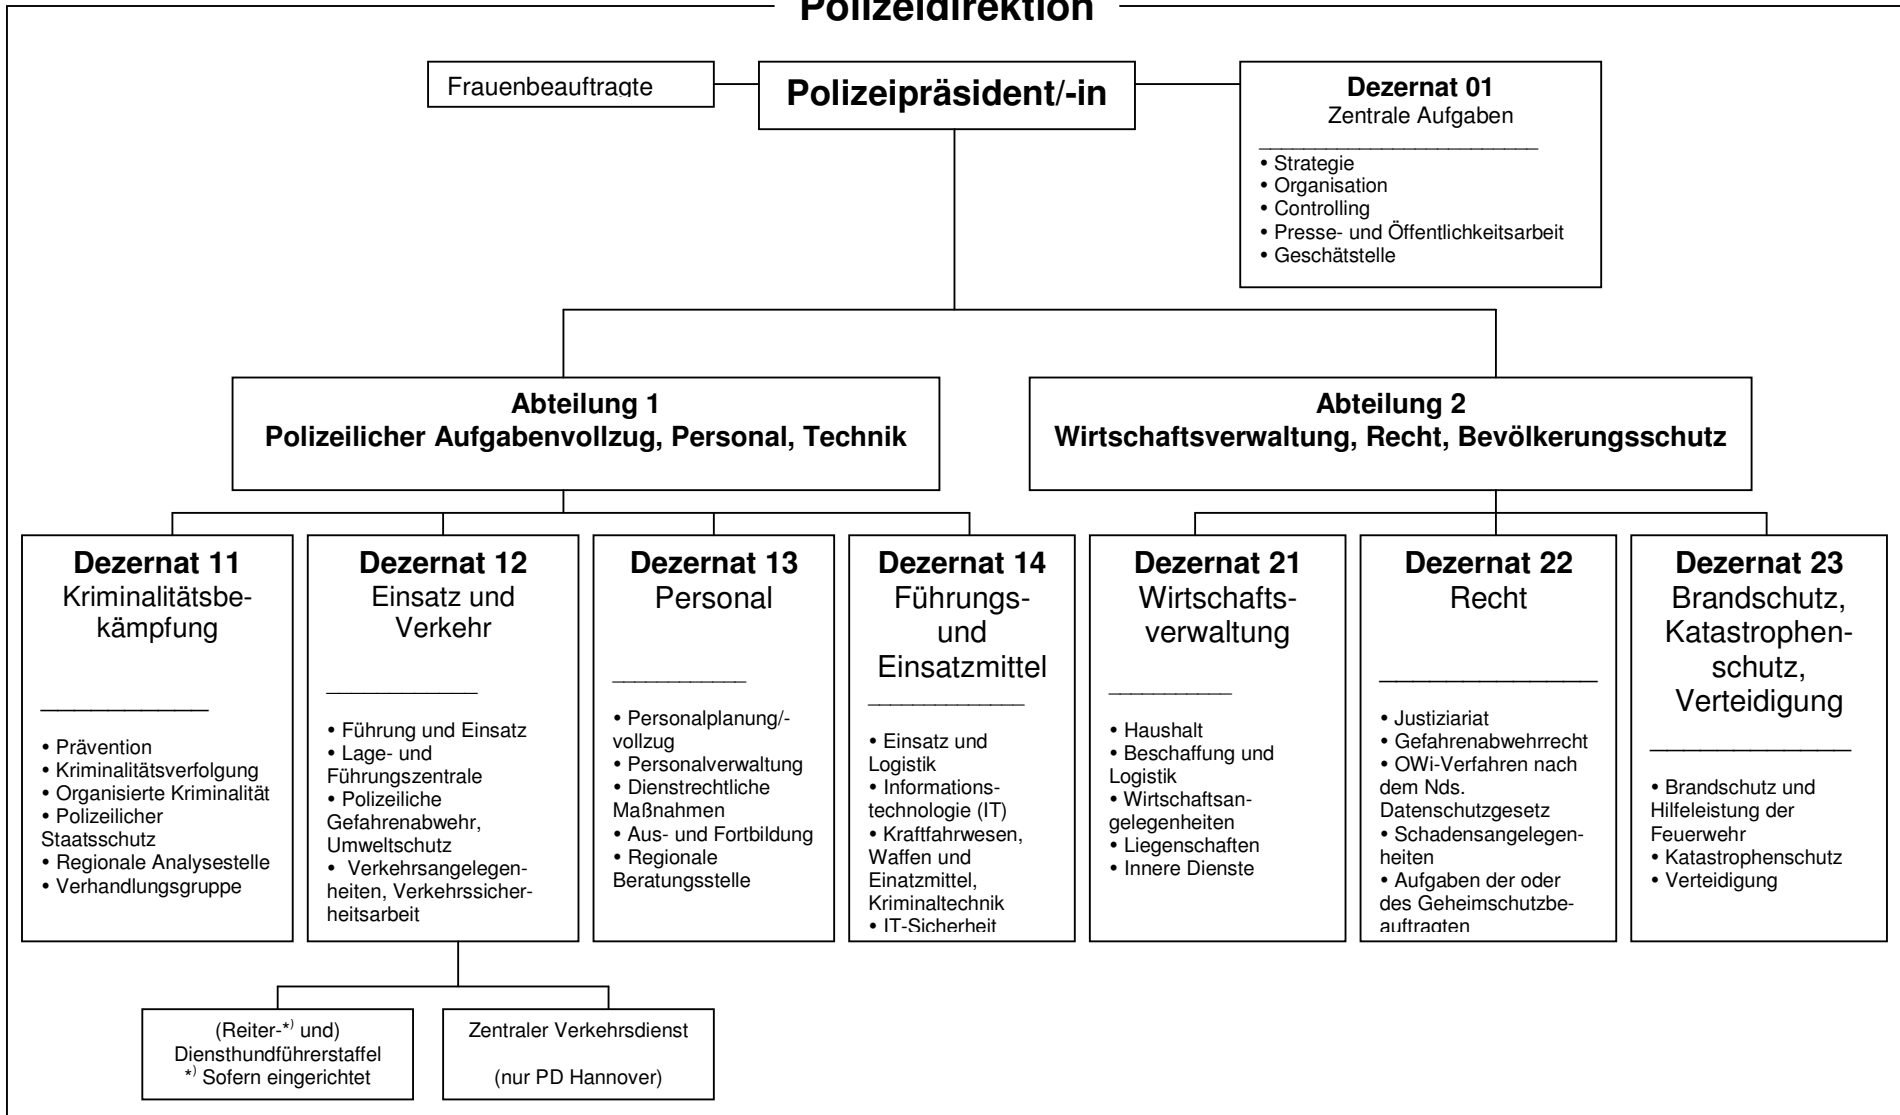 Polizeidirektion
Frauenbeauftragte
Polizeipräsident/-in
Dezernat 01
Zentrale Aufgaben
• Strategie
• Organisation
• Controlling
• Presse- und Öffentlichkeitsarbeit
• Geschätstelle
Abteilung 1
Polizeilicher Aufgabenvollzug, Personal, Technik
Abteilung 2
Wirtschaftsverwaltung, Recht, Bevölkerungsschutz
Dezernat 11
Kriminalitätsbe-
kämpfung
• Prävention
• Kriminalitätsverfolgung
• Organisierte Kriminalität
• Polizeilicher
Staatsschutz
• Regionale Analysestelle
• Verhandlungsgruppe
Dezernat 12
Einsatz und
Verkehr
• Führung und Einsatz
• Lage- und
Führungszentrale
• Polizeiliche
Gefahrenabwehr,
Umweltschutz
• Verkehrsangelegen-
heiten, Verkehrssicher-
heitsarbeit
Dezernat 13
Personal
• Personalplanung/-
vollzug
• Personalverwaltung
• Dienstrechtliche
Maßnahmen
• Aus- und Fortbildung
• Regionale
Beratungsstelle
Dezernat 14
Führungs-
und
Einsatzmittel
• Einsatz und
Logistik
• Informations-
technologie (IT)
• Kraftfahrwesen,
Waffen und
Einatzmittel,
Kriminaltechnik
• IT-Sicherheit
Dezernat 21
Wirtschafts-
verwaltung
• Haushalt
• Beschaffung und
Logistik
• Wirtschaftsan-
gelegenheiten
• Liegenschaften
• Innere Dienste
Dezernat 22
Recht
• Justiziariat
• Gefahrenabwehrrecht
• OWi-Verfahren nach
dem Nds.
Datenschutzgesetz
• Schadensangelegen-
heiten
• Aufgaben der oder
des Geheimschutzbe-
auftragten
Dezernat 23
Brandschutz,
Katastrophen-
schutz,
Verteidigung
• Brandschutz und
Hilfeleistung der
Feuerwehr
• Katastrophenschutz
• Verteidigung
(Reiter-*) und)
Diensthundführerstaffel
*) Sofern eingerichtet
Zentraler Verkehrsdienst
(nur PD Hannover)